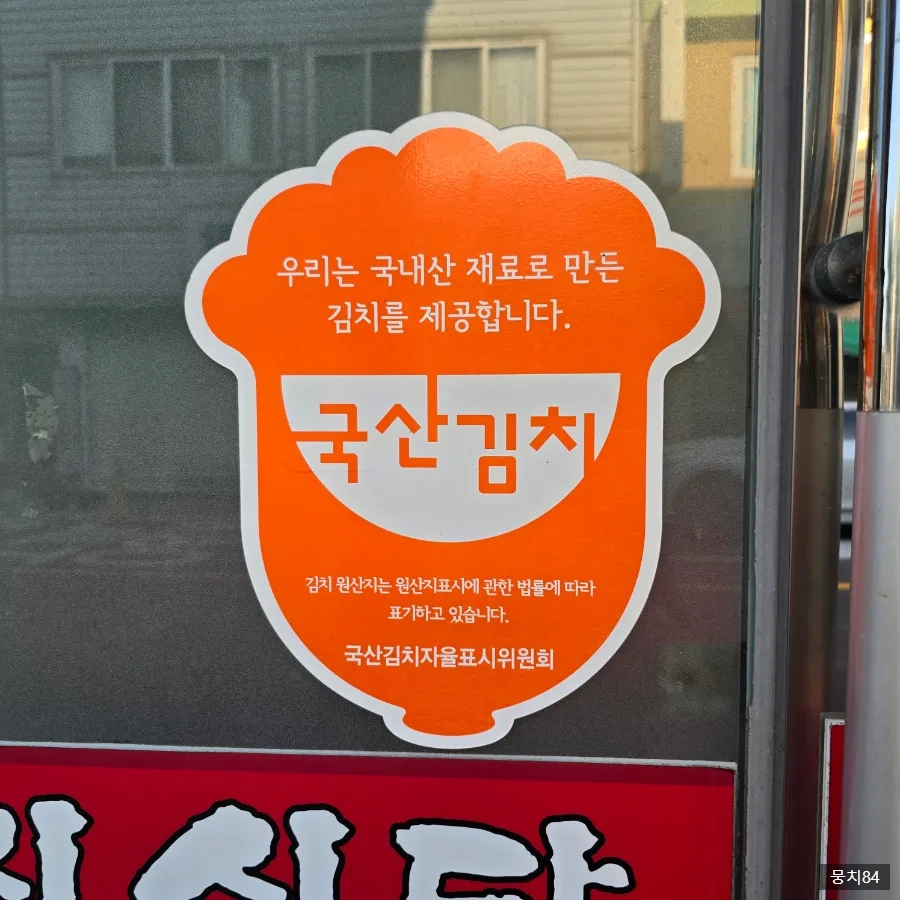 우리는 국내산 재료로 만든
김치를 제공합니다.
국산김치
김치 원산지는 원산지표시에 관한 법률에 따라
표기하고 있습니다.
국산김치자율표시위원회
식당
뭉치84